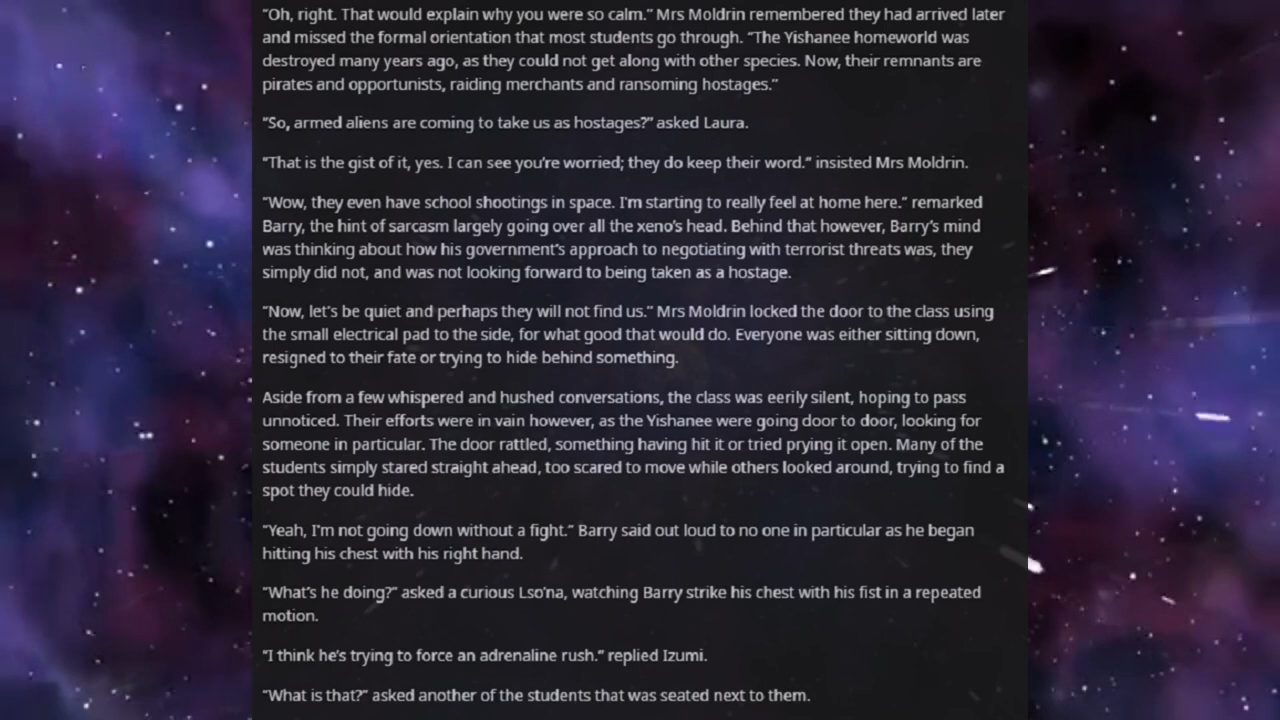 “Oh, right. That would explain why you were so calm.” Mrs Moldrin remembered they had arrived later
and missed the formal orientation that most students go through. “The Yishanee homeworld was
destroyed many years ago, as they could not get along with other species. Now, their remnants are
pirates and opportunists, raiding merchants and ransoming hostages.”
“So, armed aliens are coming to take us as hostages?” asked Laura.
“That is the gist of it, yes. I can see you’re worried; they do keep their word.” insisted Mrs Moldrin.
“Wow, they even have school shootings in space. I’m starting to really feel at home here.” remarked
Barry, the hint of sarcasm largely going over all the xeno’s head. Behind that however, Barry’s mind
was thinking about how his government’s approach to negotiating with terrorist threats was, they
simply did not, and was not looking forward to being taken as a hostage.
“Now, let’s be quiet and perhaps they will not find us.” Mrs Moldrin locked the door to the class using
the small electrical pad to the side, for what good that would do. Everyone was either sitting down,
resigned to their fate or trying to hide behind something.
Aside from a few whispered and hushed conversations, the class was eerily silent, hoping to pass
unnoticed. Their efforts were in vain however, as the Yishanee were going door to door, looking for
someone in particular. The door rattled, something having hit it or tried prying it open. Many of the
students simply stared straight ahead, too scared to move while others looked around, trying to find a
spot they could hide.
“Yeah, I’m not going down without a fight.” Barry said out loud to no one in particular as he began
hitting his chest with his right hand.
“What’s he doing?” asked a curious Lso’na, watching Barry strike his chest with his fist in a repeated
motion.
“I think he’s trying to force an adrenaline rush.” replied Izumi.
“What is that?” asked another of the students that was seated next to them.